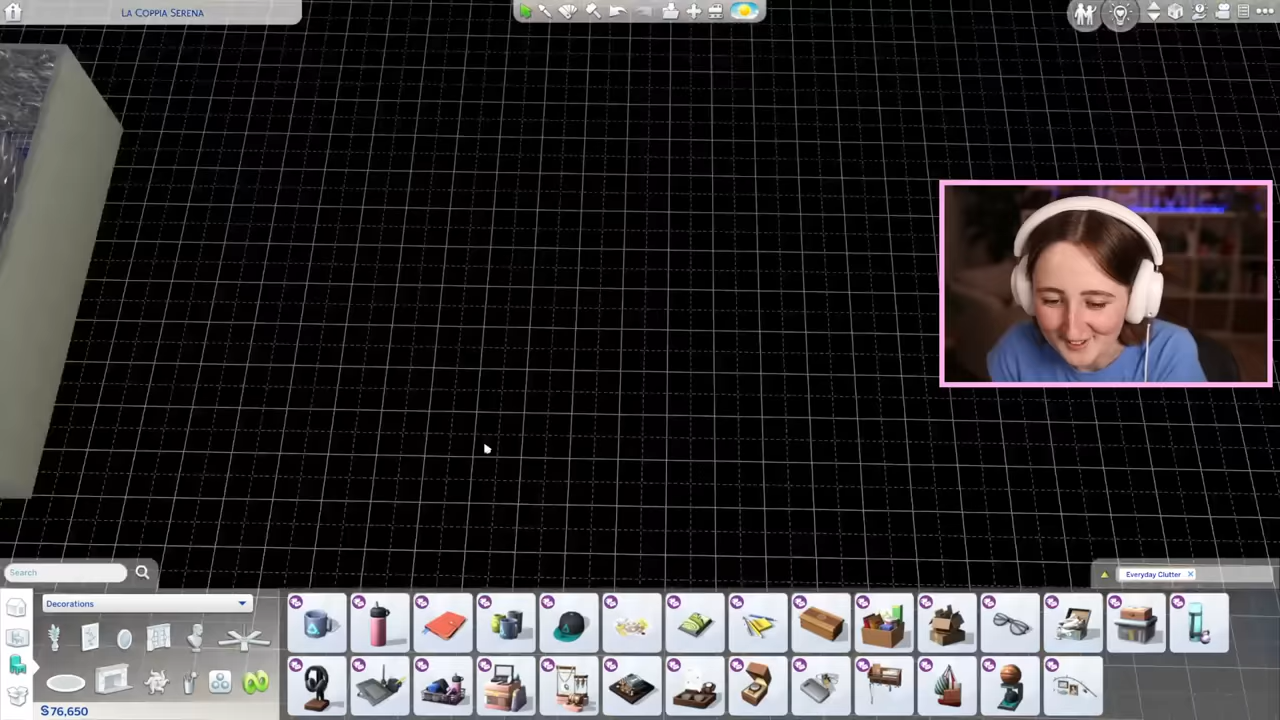 LA COPPIA SERENA
Search
Everyday Clutter
Decorations
§76,650